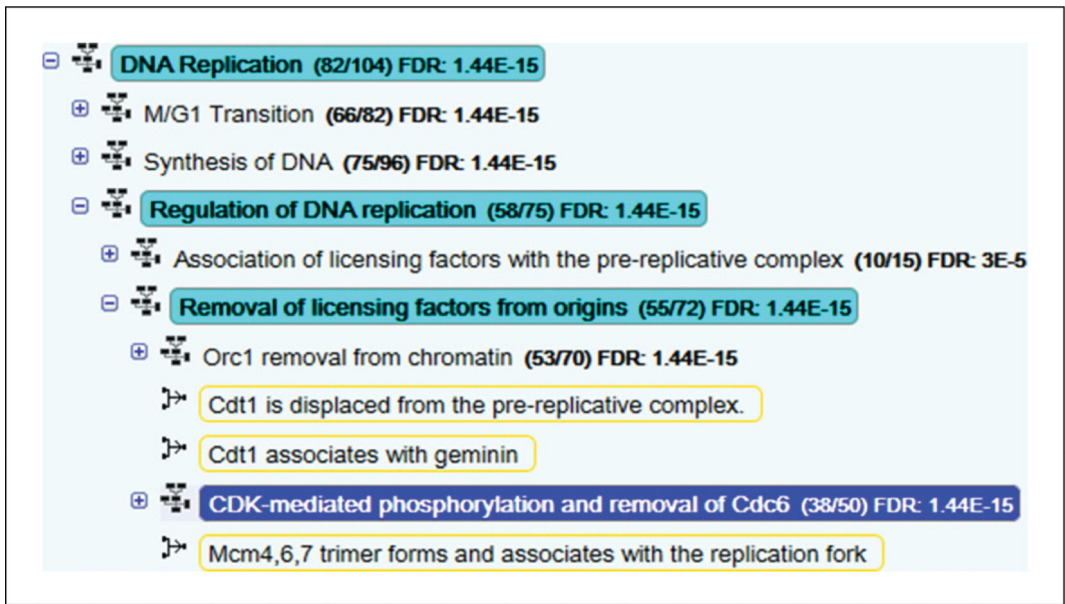 DNA Replication (82/104) FDR: 1.44E-15
M/G1 Transition (66/82) FDR: 1.44E-15
Synthesis of DNA (75/96) FDR: 1.44E-15
Regulation of DNA replication (58/75) FDR: 1.44E-15
Association of licensing factors with the pre-replicative complex (10/15) FDR: 3E-5
Removal of licensing factors from origins (55/72) FDR: 1.44E-15
Orc1 removal from chromatin (53/70) FDR: 1.44E-15
Cdt1 is displaced from the pre-replicative complex.
Cdt1 associates with geminin
CDK-mediated phosphorylation and removal of Cdc6 (38/50) FDR: 1.44E-15
Mcm4,6,7 trimer forms and associates with the replication fork